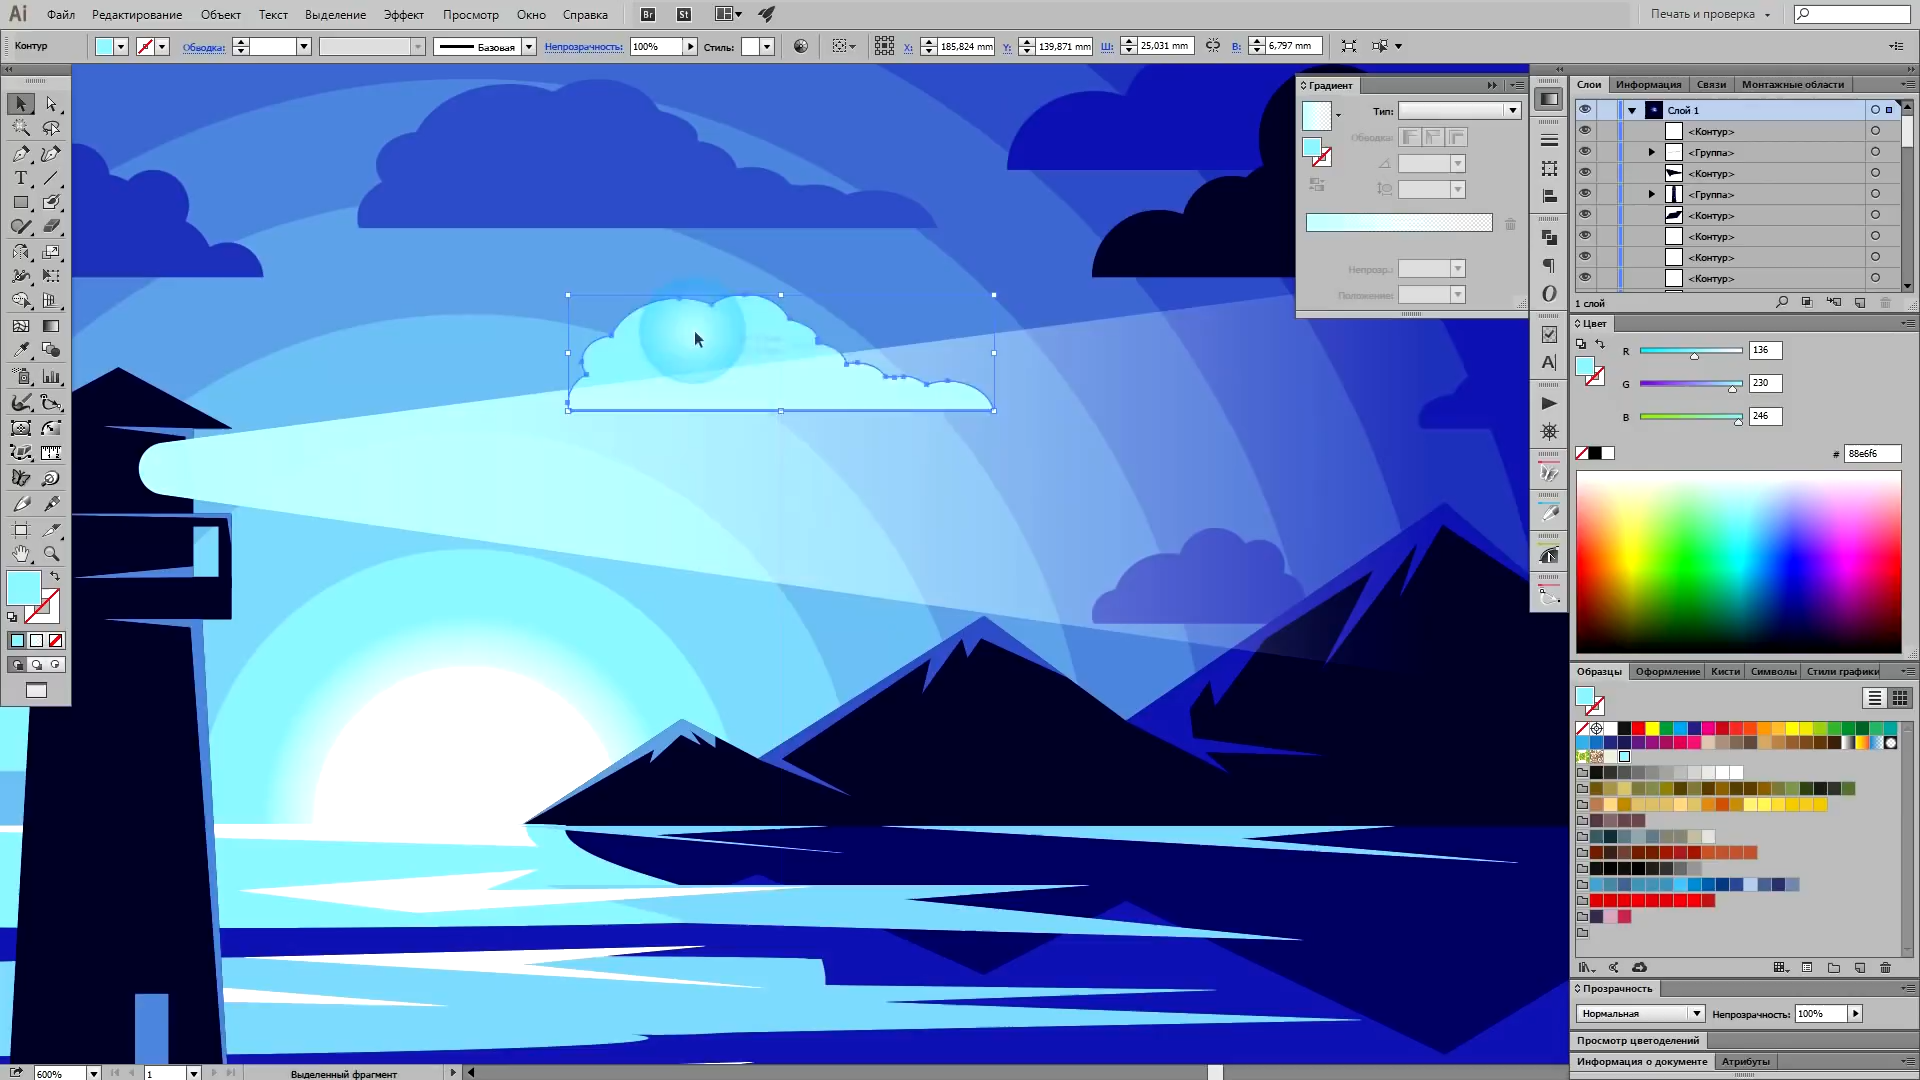 Ai Файл Редактирование Объект Текст Выделение Эффект Просмотр Окно Справка Br St Печать и проверка
Контур Обводка: Базовая Непрозрачность: 100% Стиль: X: 185,824 mm Y: 139,871 mm Ш: 25,031 mm В: 6,797 mm
Градиент
Тип:
Обводка:
Непрозр.:
Положение:
Слои Информация Связи Монтажные области
Слой 1
<Контур>
<Группа>
<Контур>
<Группа>
<Контур>
<Контур>
<Контур>
<Контур>
1 слой
Цвет
R 136
G 230
B 246
# 88e6f6
Образцы Оформление Кисти Символы Стили графики
Прозрачность
Нормальная Непрозрачность: 100%
Просмотр цветоделений
Информация о документе Атрибуты
600% 1 Выделенный фрагмент